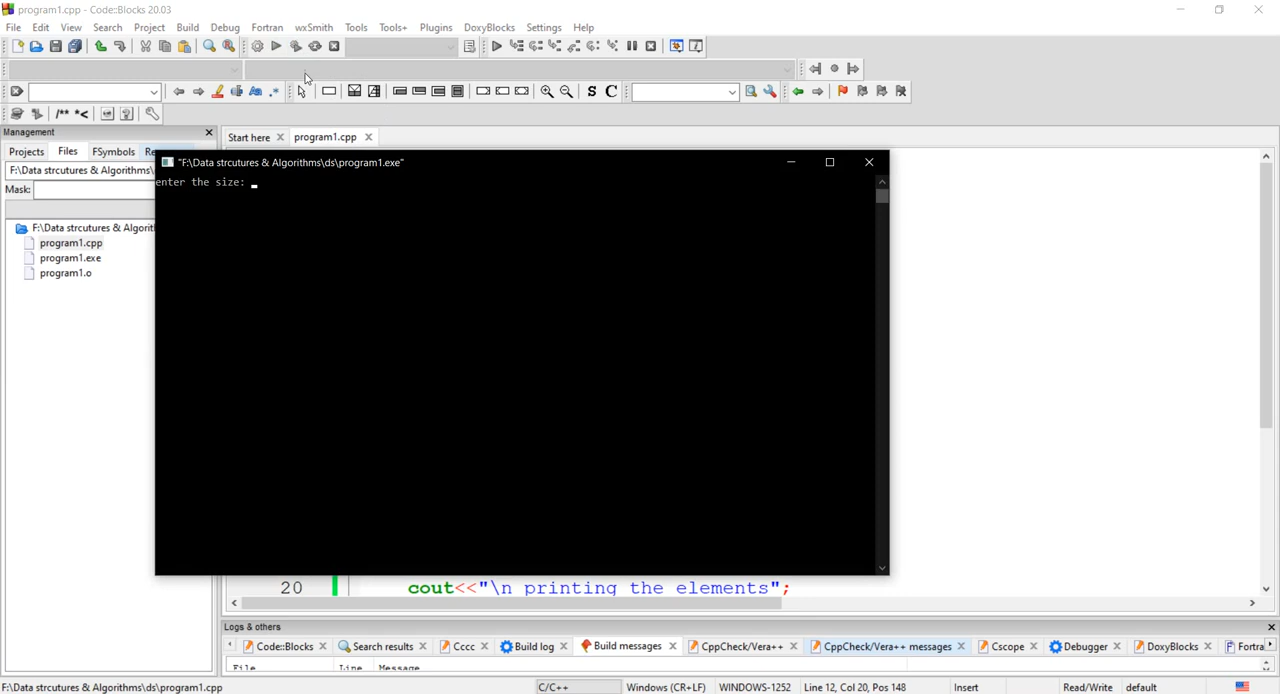 program1.cpp - Code::Blocks 20.03
File Edit View Search Project Build Debug Fortran wxSmith Tools Tools+ Plugins DoxyBlocks Settings Help
/** *<
S C
Management
Start here program1.cpp
Projects Files FSymbols
F:\Data strcutures & Algorithms\
Mask:
F:\Data strcutures & Algorith
program1.cpp
program1.exe
program1.o
"F:\Data strcutures & Algorithms\ds\program1.exe"
enter the size:
20 cout<<"\n printing the elements";
Logs & others
Code::Blocks Search results Cccc Build log Build messages CppCheck/Vera++ CppCheck/Vera++ messages Cscope Debugger DoxyBlocks Fortra
File Line Message
F:\Data strcutures & Algorithms\ds\program1.cpp C/C++ Windows (CR+LF) WINDOWS-1252 Line 12, Col 20, Pos 148 Insert Read/Write default